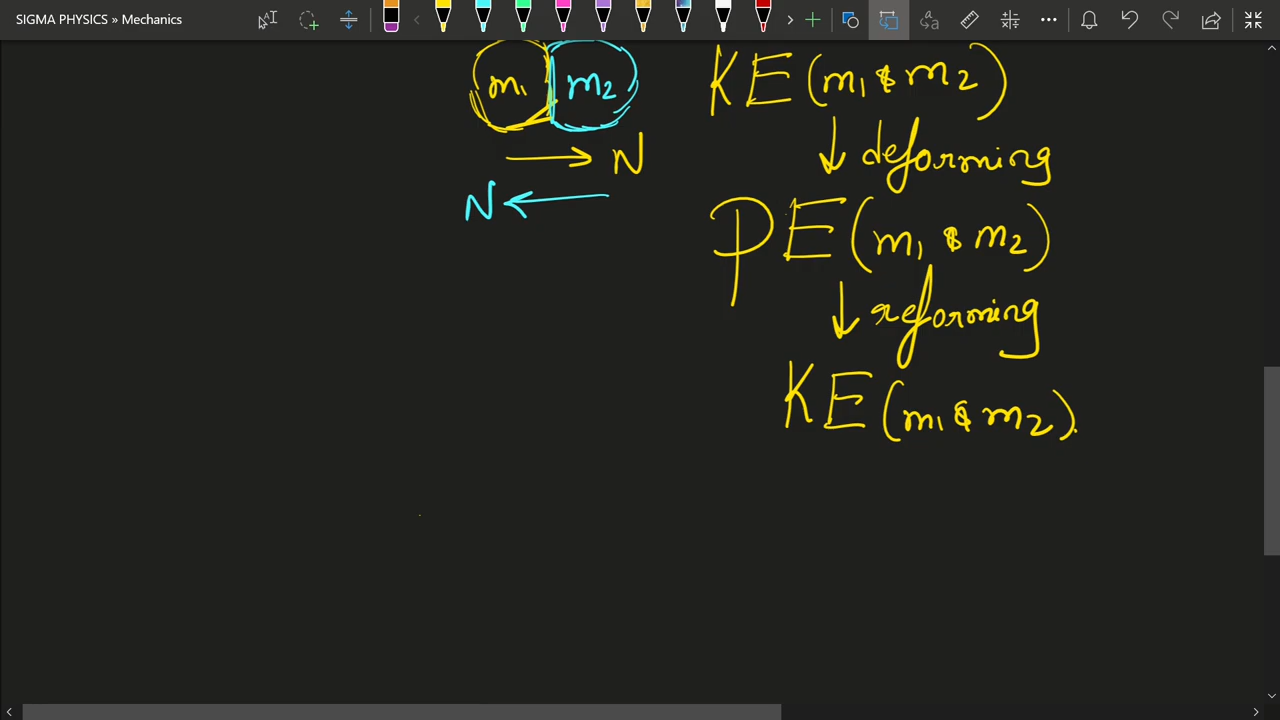 SIGMA PHYSICS » Mechanics
m1 m2
N
N
KE(m1 & m2)
↓ deforming
PE(m1 & m2)
↓ reforming
KE(m1 & m2).